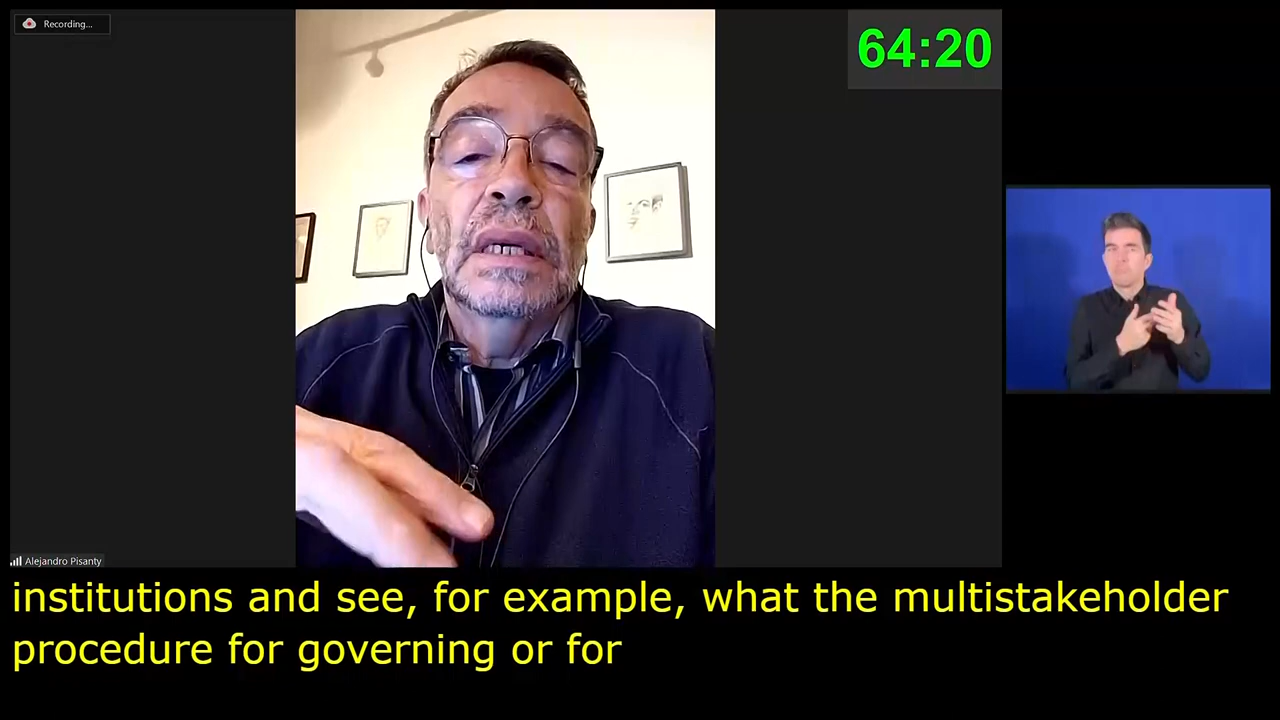 Recording...
64:20
Alejandro Pisanty
institutions and see, for example, what the multistakeholder
procedure for governing or for